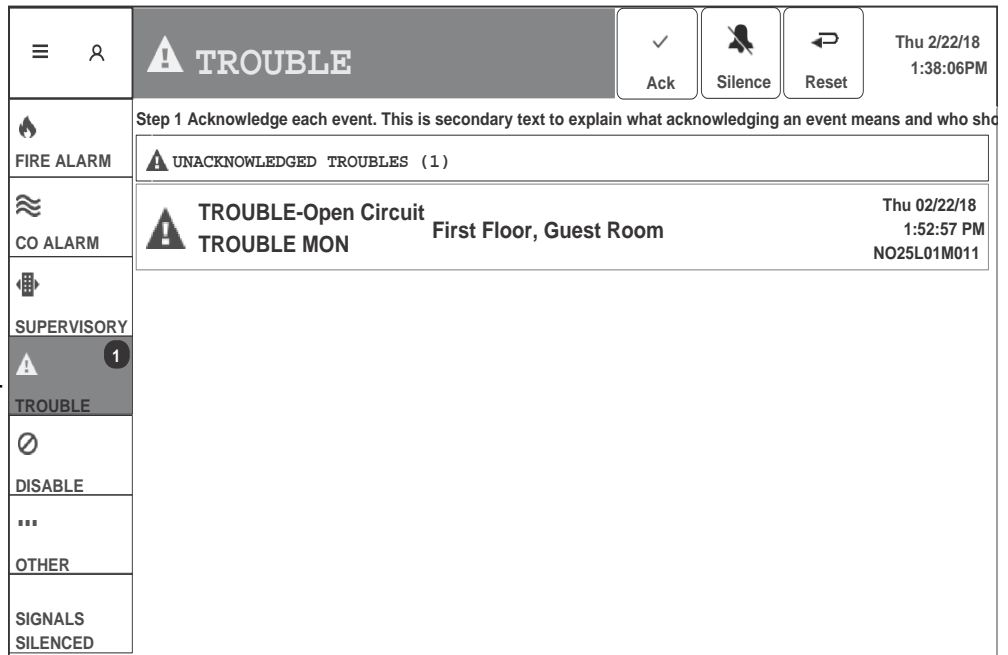 TROUBLE
Ack
Silence
Reset
Thu 2/22/18
1:38:06PM
FIRE ALARM
CO ALARM
SUPERVISORY
1
TROUBLE
DISABLE
OTHER
SIGNALS
SILENCED
Step 1 Acknowledge each event. This is secondary text to explain what acknowledging an event means and who sho
UNACKNOWLEDGED TROUBLES (1)
TROUBLE-Open Circuit
TROUBLE MON
First Floor, Guest Room
Thu 02/22/18
1:52:57 PM
NO25L01M011